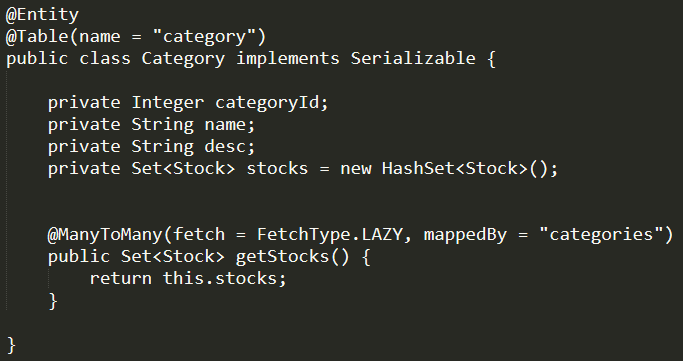 @Entity
@Table(name = "category")
public class Category implements Serializable {
    private Integer categoryId;
    private String name;
    private String desc;
    private Set<Stock> stocks = new HashSet<Stock>();
    @ManyToMany(fetch = FetchType.LAZY, mappedBy = "categories")
    public Set<Stock> getStocks() {
        return this.stocks;
    }
}